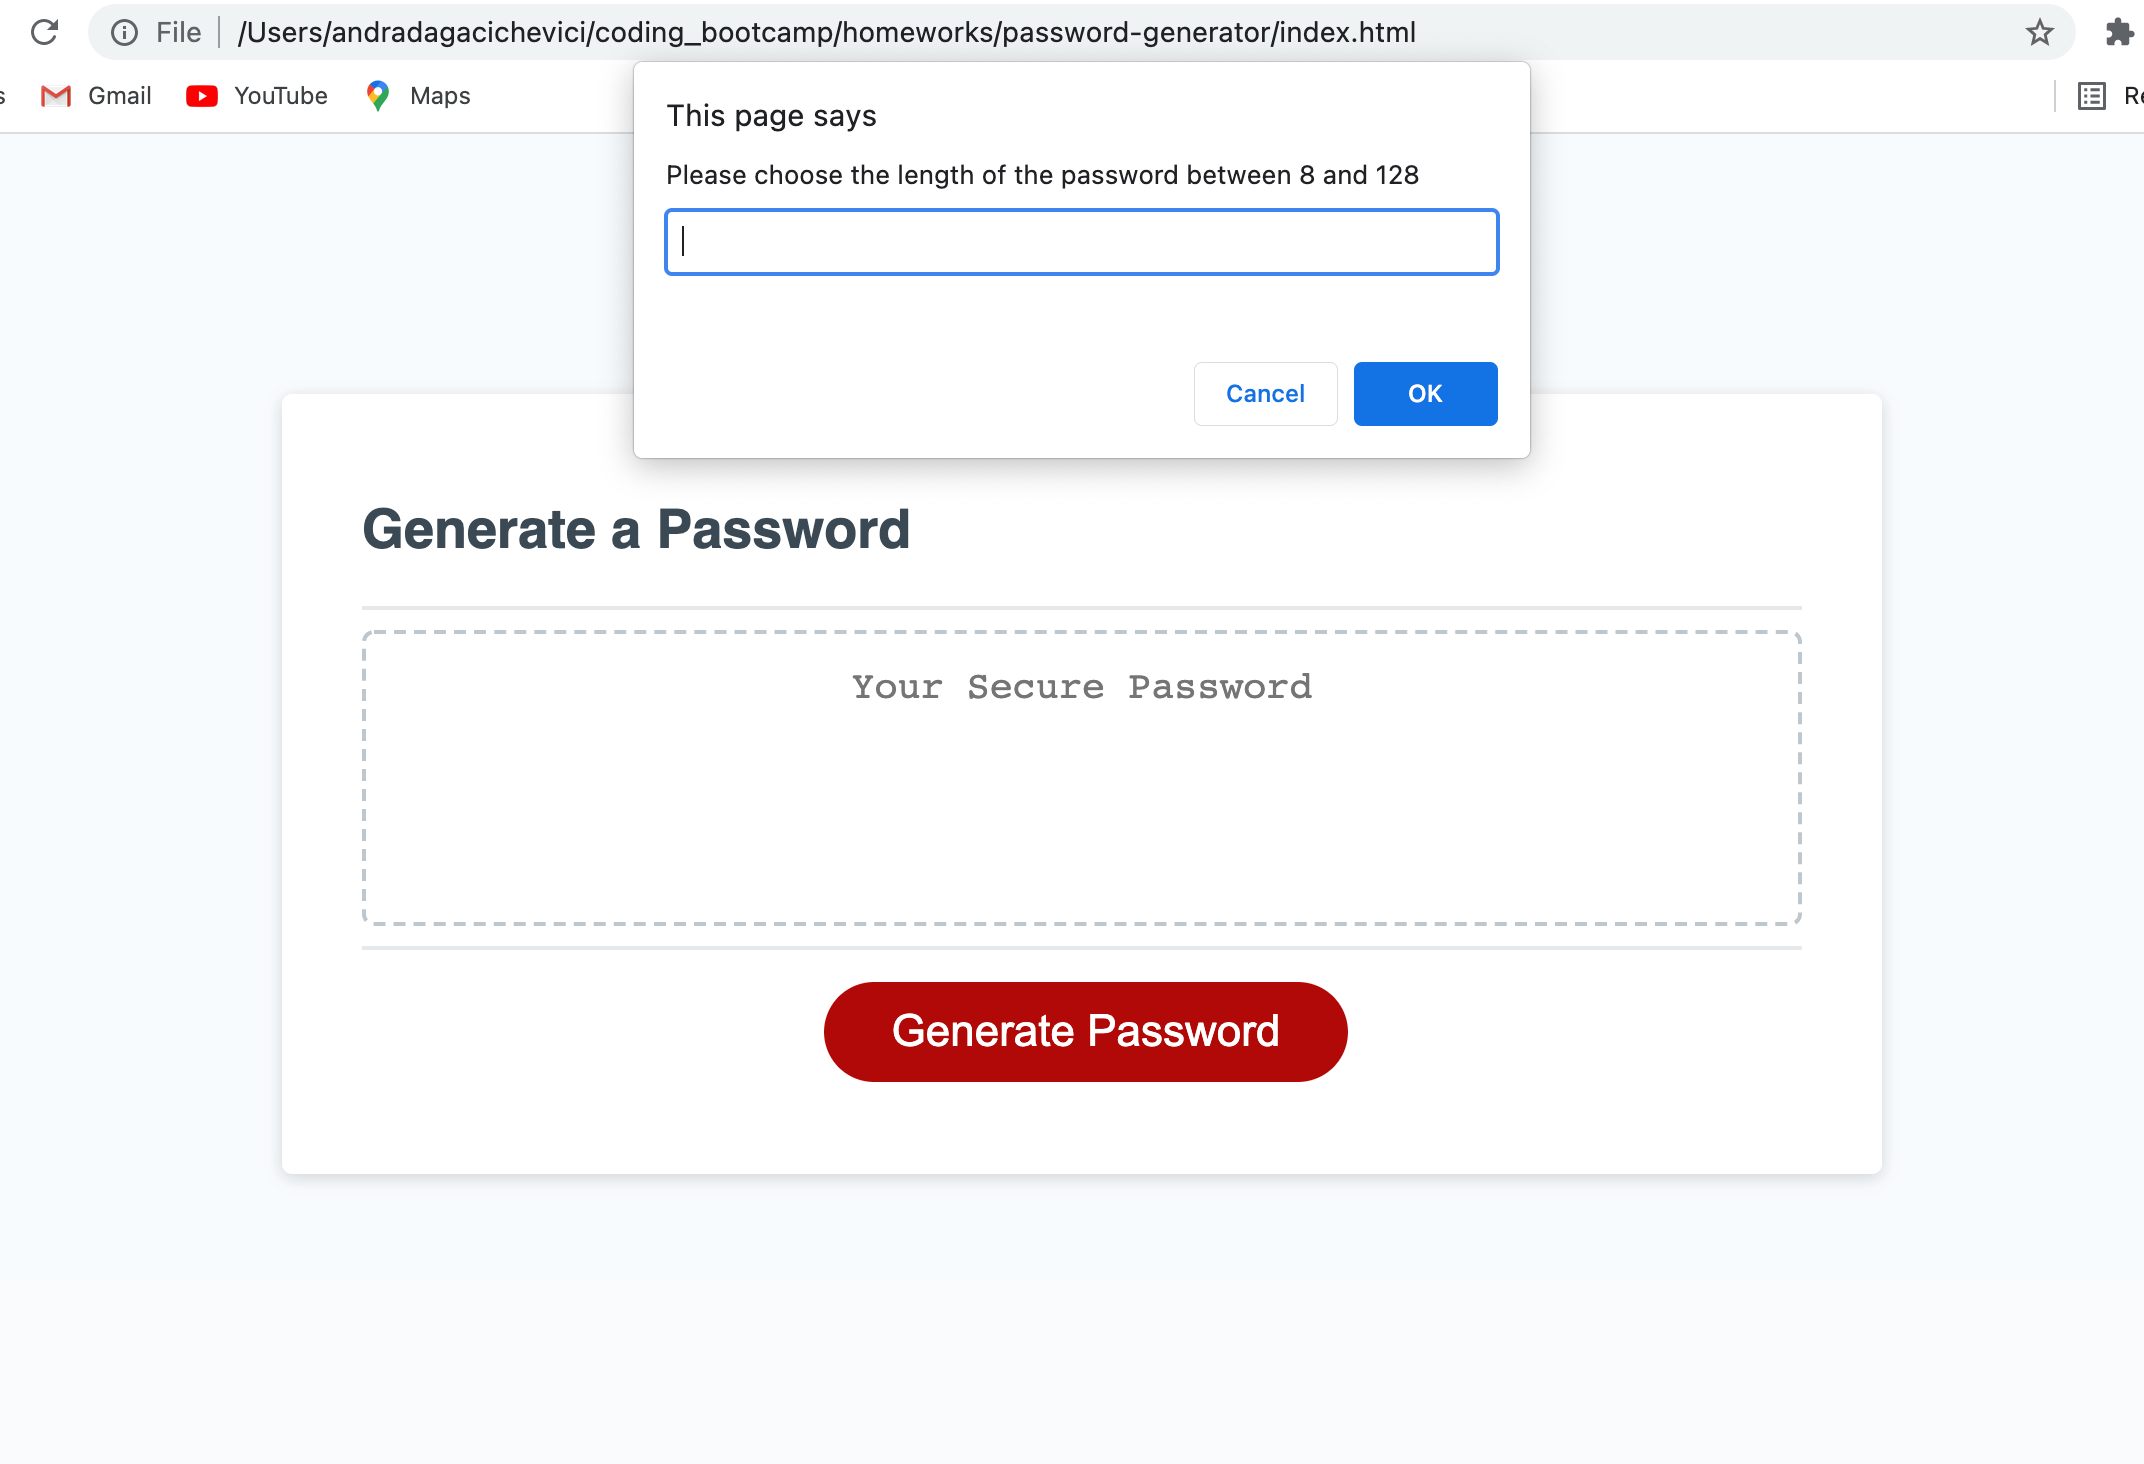 File /Users/andradagacichevici/coding_bootcamp/homeworks/password-generator/index.html
Gmail YouTube Maps
This page says
Please choose the length of the password between 8 and 128
Cancel OK
Generate a Password
Your Secure Password
Generate Password